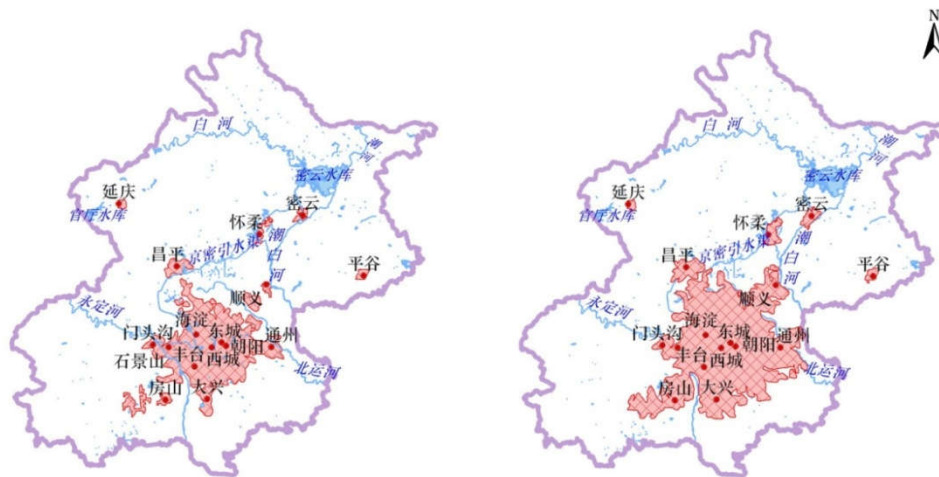 N
白河
潮河
密云水库
延庆
官厅水库
密云
怀柔
京密引水渠
潮白河
昌平
平谷
顺义
永定河
海淀
门头沟
东城
朝阳
通州
石景山
丰台
西城
北运河
房山
大兴
白河
潮河
密云水库
延庆
官厅水库
密云
怀柔
京密引水渠
潮白河
昌平
平谷
顺义
永定河
海淀
门头沟
东城
朝阳
通州
丰台
西城
北运河
房山
大兴